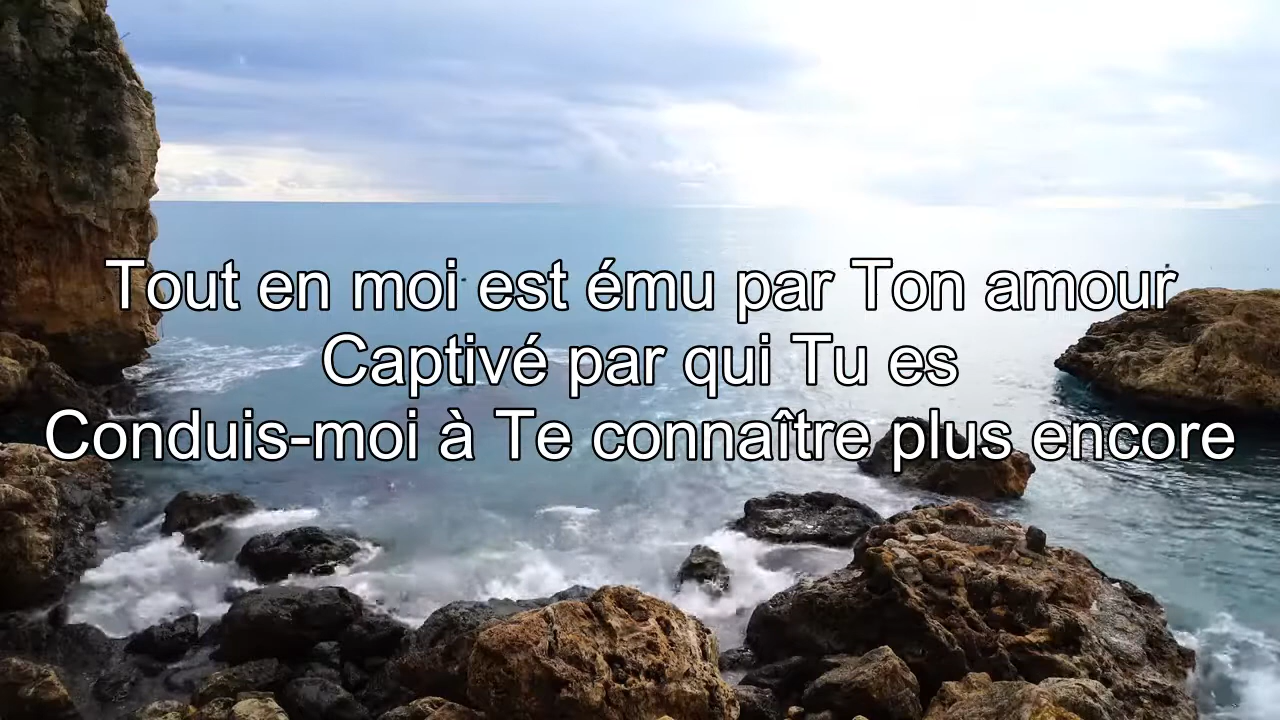 Tout en moi est ému par Ton amour
Captivé par qui Tu es
Conduis-moi à Te connaître plus encore